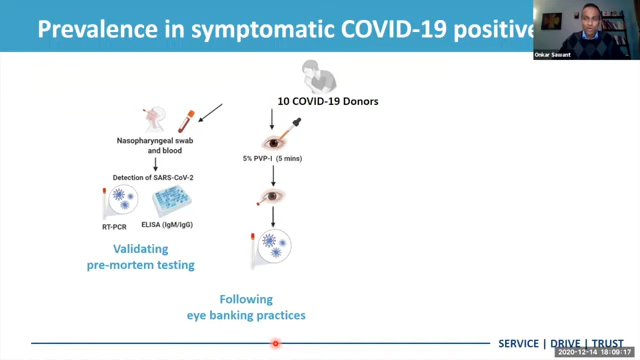 Prevalence in symptomatic COVID-19 positive
Onkar Sawant
10 COVID-19 Donors
Nasopharyngeal swab
and blood
Detection of SARS-CoV-2
RT-PCR
ELISA (IgM/IgG)
Validating
pre-mortem testing
5% PVP-I (5 mins)
Following
eye banking practices
SERVICE | DRIVE | TRUST
2020-12-14 18:09:17